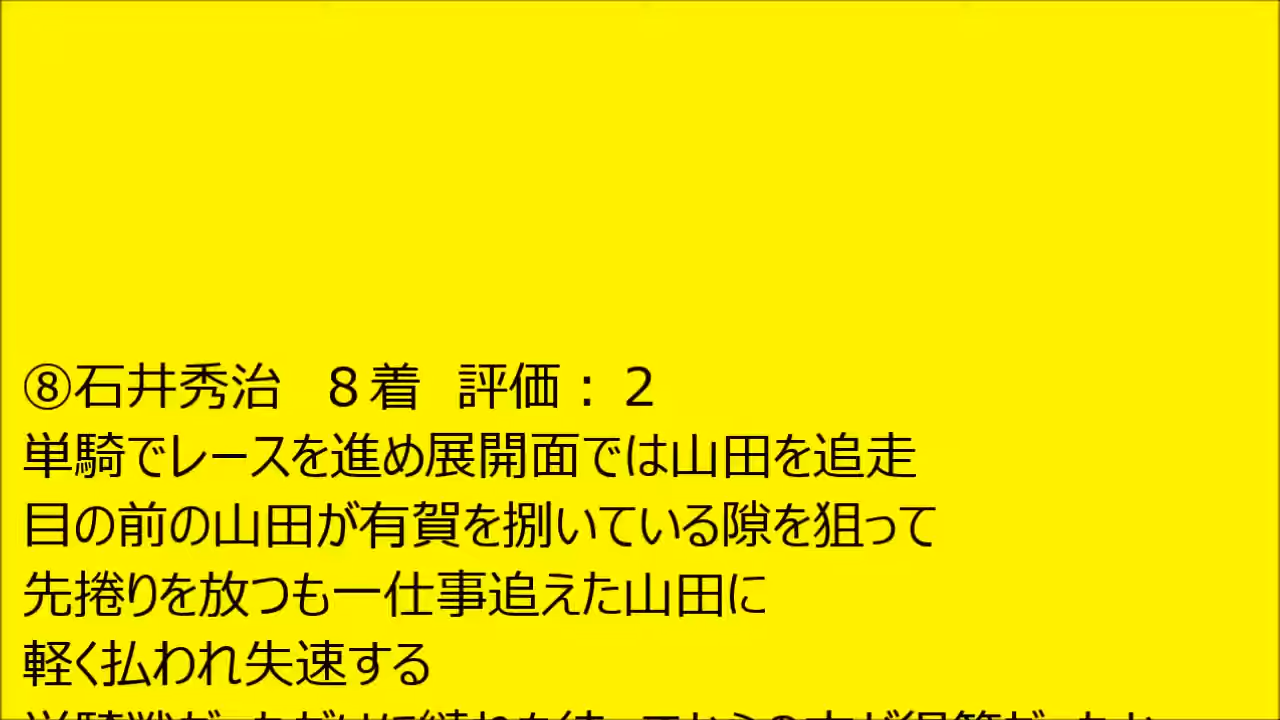 ⑧石井秀治　８着　評価：２
単騎でレースを進め展開面では山田を追走
目の前の山田が有賀を捌いている隙を狙って
先捲りを放つも一仕事追えた山田に
軽く払われ失速する